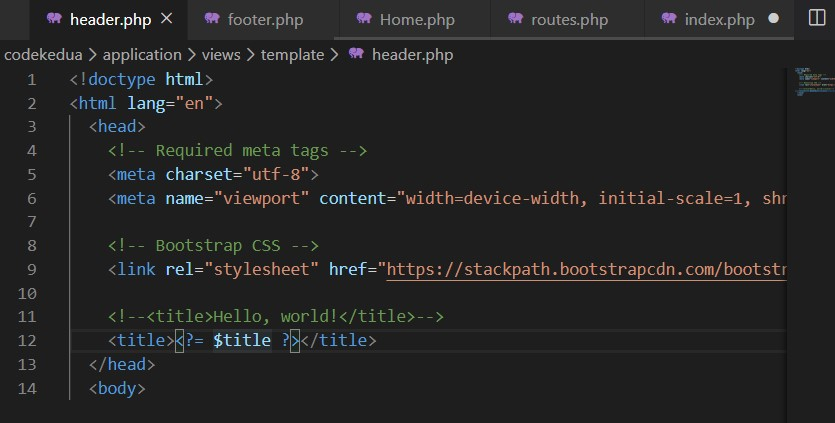 header.php footer.php Home.php routes.php index.php
codekedua > application > views > template > header.php
1 <!doctype html>
2 <html lang="en">
3 <head>
4 <!-- Required meta tags -->
5 <meta charset="utf-8">
6 <meta name="viewport" content="width=device-width, initial-scale=1, shr
7
8 <!-- Bootstrap CSS -->
9 <link rel="stylesheet" href="https://stackpath.bootstrapcdn.com/bootstr
10
11 <!--<title>Hello, world!</title>-->
12 <title><?= $title ?></title>
13 </head>
14 <body>